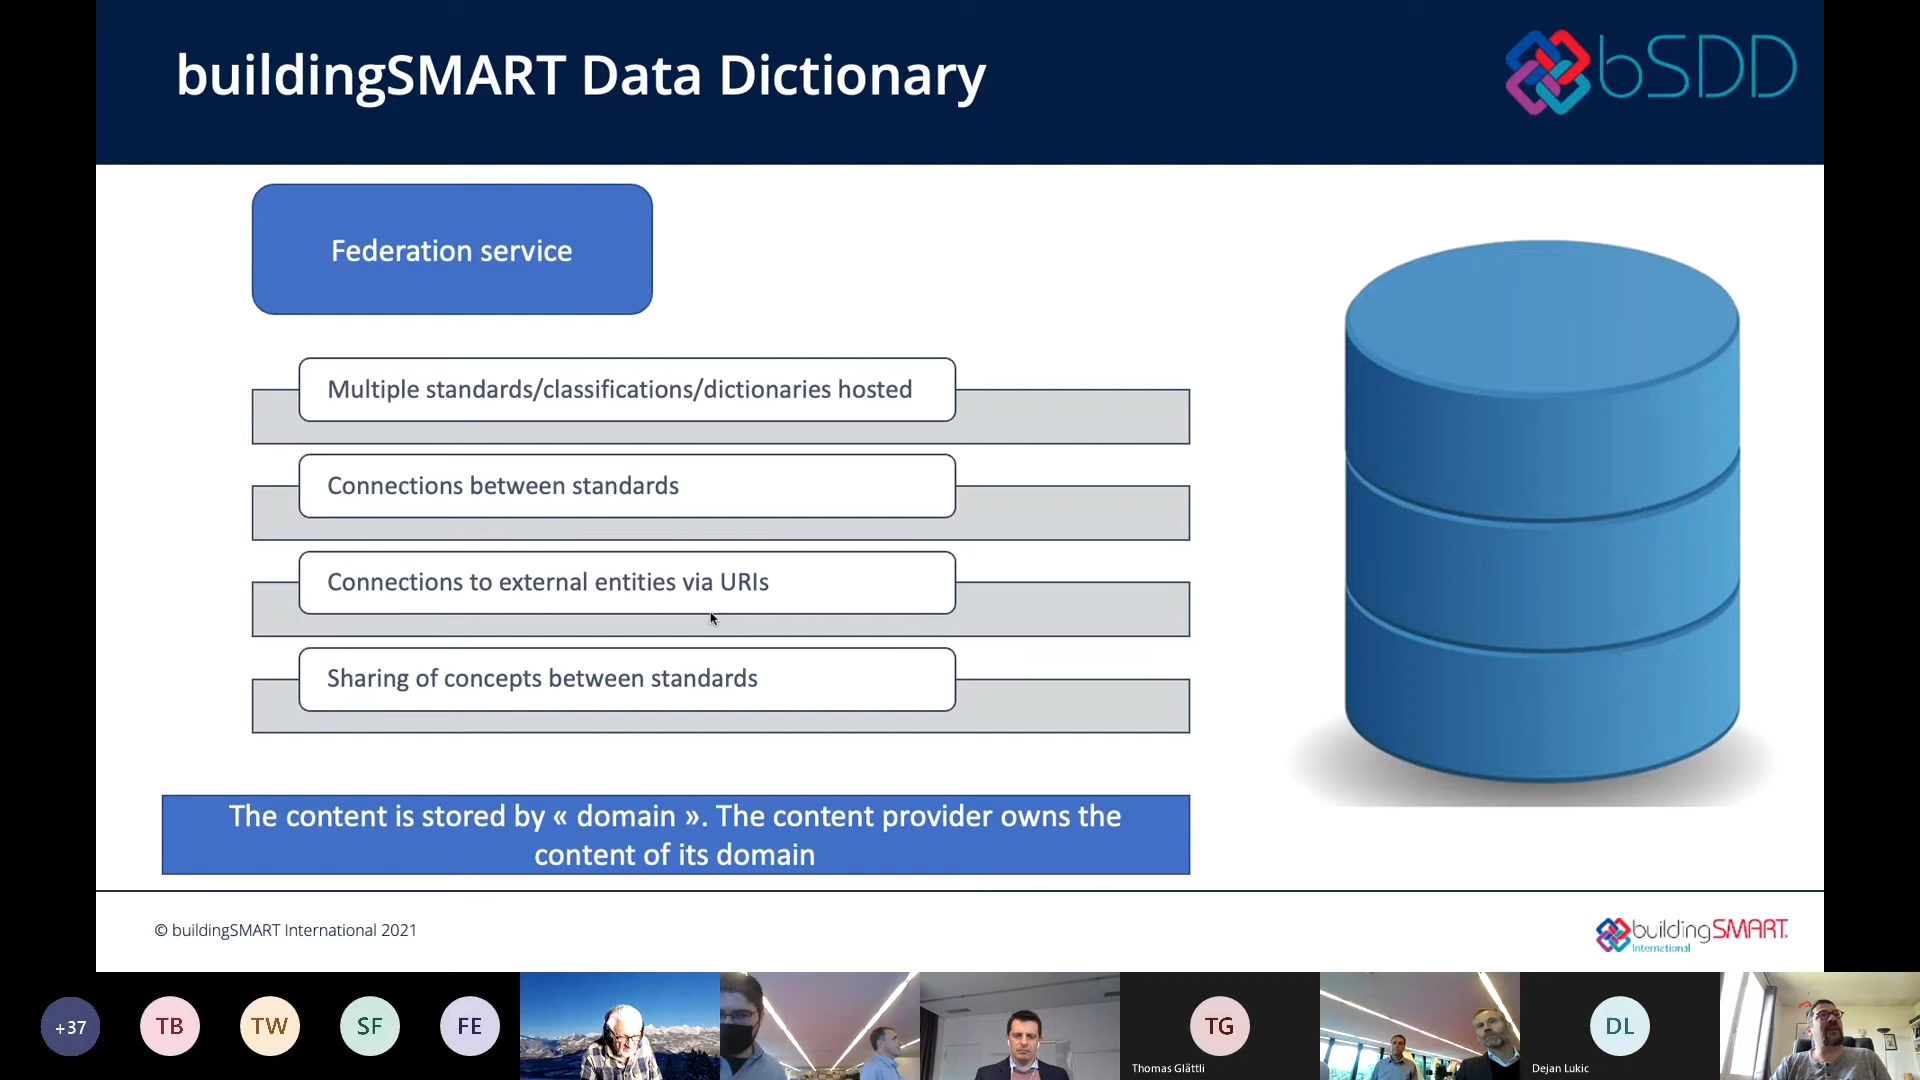 buildingSMART Data Dictionary
bSDD
Federation service
Multiple standards/classifications/dictionaries hosted
Connections between standards
Connections to external entities via URIs
Sharing of concepts between standards
The content is stored by « domain ». The content provider owns the
content of its domain
© buildingSMART International 2021
buildingSMART
International
+37
TB
TW
SF
FE
TG
Thomas Glättli
DL
Dejan Lukic